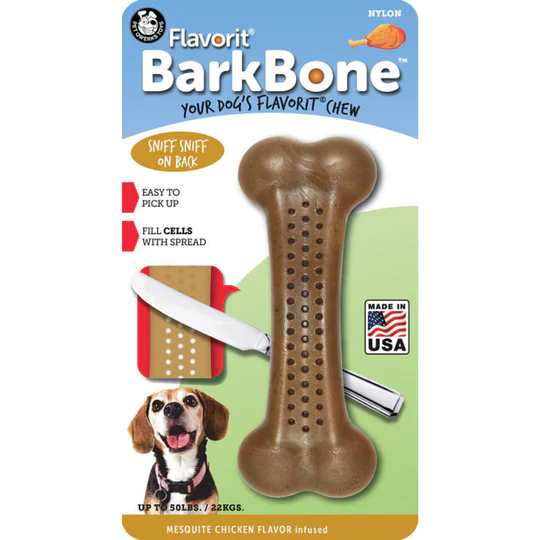 PET QWERKS TOYS
NYLON
Flavorit®
BarkBone™
YOUR DOG'S FLAVORIT® CHEW
SNIFF SNIFF
ON BACK
EASY TO
PICK UP
FILL CELLS
WITH SPREAD
MADE IN
USA
UP TO 50LBS. / 22KGS.
MESQUITE CHICKEN FLAVOR infused